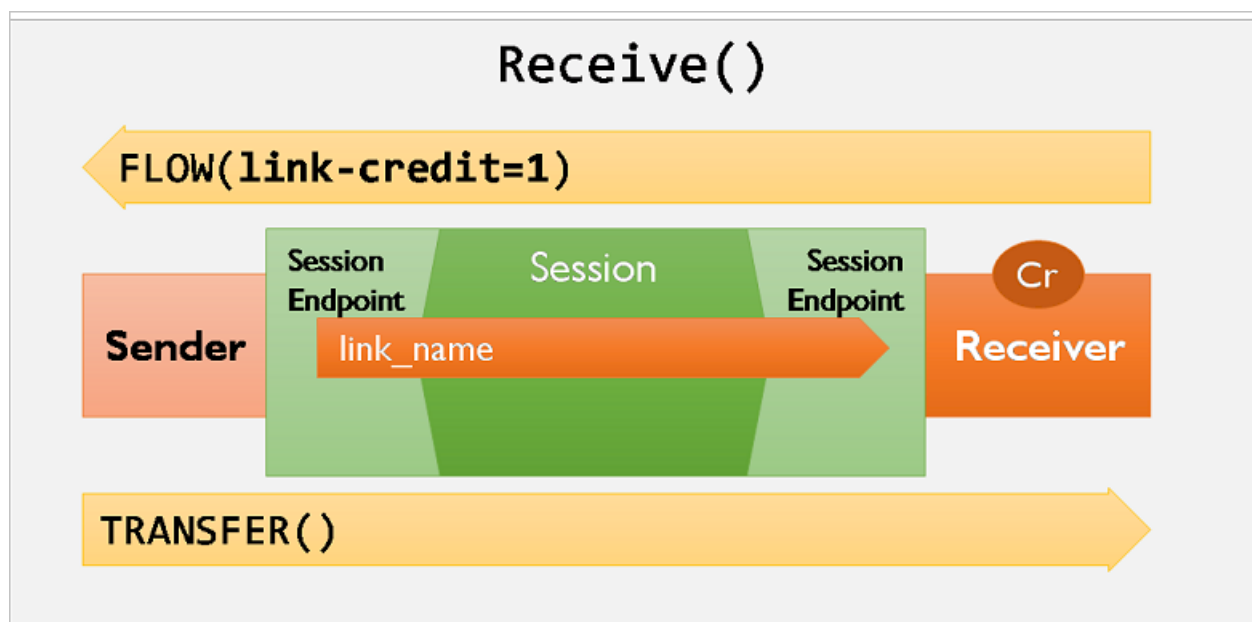 Receive()
FLOW(link-credit=1)
Session
Endpoint
Session
Session
Endpoint
Cr
Sender
link_name
Receiver
TRANSFER()